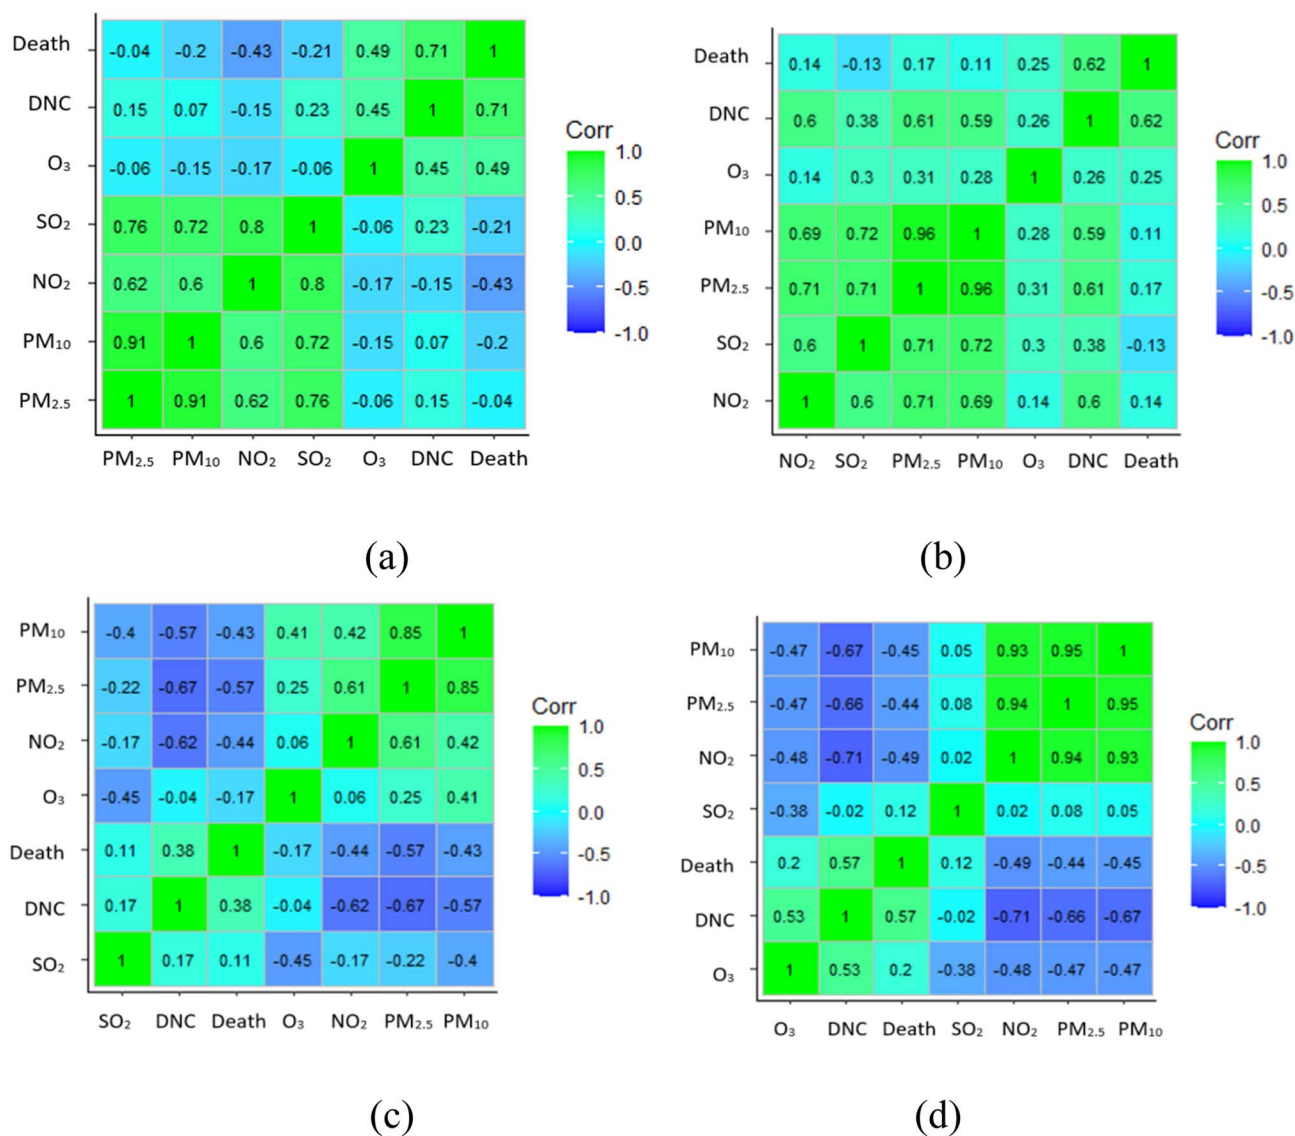 Death -0.04 -0.2 -0.43 -0.21 0.49 0.71 1
DNC 0.15 0.07 -0.15 0.23 0.45 1 0.71
O₃ -0.06 -0.15 -0.17 -0.06 1 0.45 0.49
SO₂ 0.76 0.72 0.8 1 -0.06 0.23 -0.21
NO₂ 0.62 0.6 1 0.8 -0.17 -0.15 -0.43
PM₁₀ 0.91 1 0.6 0.72 -0.15 0.07 -0.2
PM₂.₅ 1 0.91 0.62 0.76 -0.06 0.15 -0.04
PM₂.₅ PM₁₀ NO₂ SO₂ O₃ DNC Death
Corr
1.0
0.5
0.0
-0.5
-1.0
(a)
Death 0.14 -0.13 0.17 0.11 0.25 0.62 1
DNC 0.6 0.38 0.61 0.59 0.26 1 0.62
O₃ 0.14 0.3 0.31 0.28 1 0.26 0.25
PM₁₀ 0.69 0.72 0.96 1 0.28 0.59 0.11
PM₂.₅ 0.71 0.71 1 0.96 0.31 0.61 0.17
SO₂ 0.6 1 0.71 0.72 0.3 0.38 -0.13
NO₂ 1 0.6 0.71 0.69 0.14 0.6 0.14
NO₂ SO₂ PM₂.₅ PM₁₀ O₃ DNC Death
Corr
1.0
0.5
0.0
-0.5
-1.0
(b)
PM₁₀ -0.4 -0.57 -0.43 0.41 0.42 0.85 1
PM₂.₅ -0.22 -0.67 -0.57 0.25 0.61 1 0.85
NO₂ -0.17 -0.62 -0.44 0.06 1 0.61 0.42
O₃ -0.45 -0.04 -0.17 1 0.06 0.25 0.41
Death 0.11 0.38 1 -0.17 -0.44 -0.57 -0.43
DNC 0.17 1 0.38 -0.04 -0.62 -0.67 -0.57
SO₂ 1 0.17 0.11 -0.45 -0.17 -0.22 -0.4
SO₂ DNC Death O₃ NO₂ PM₂.₅ PM₁₀
Corr
1.0
0.5
0.0
-0.5
-1.0
(c)
PM₁₀ -0.47 -0.67 -0.45 0.05 0.93 0.95 1
PM₂.₅ -0.47 -0.66 -0.44 0.08 0.94 1 0.95
NO₂ -0.48 -0.71 -0.49 0.02 1 0.94 0.93
SO₂ -0.38 -0.02 0.12 1 0.02 0.08 0.05
Death 0.2 0.57 1 0.12 -0.49 -0.44 -0.45
DNC 0.53 1 0.57 -0.02 -0.71 -0.66 -0.67
O₃ 1 0.53 0.2 -0.38 -0.48 -0.47 -0.47
O₃ DNC Death SO₂ NO₂ PM₂.₅ PM₁₀
Corr
1.0
0.5
0.0
-0.5
-1.0
(d)